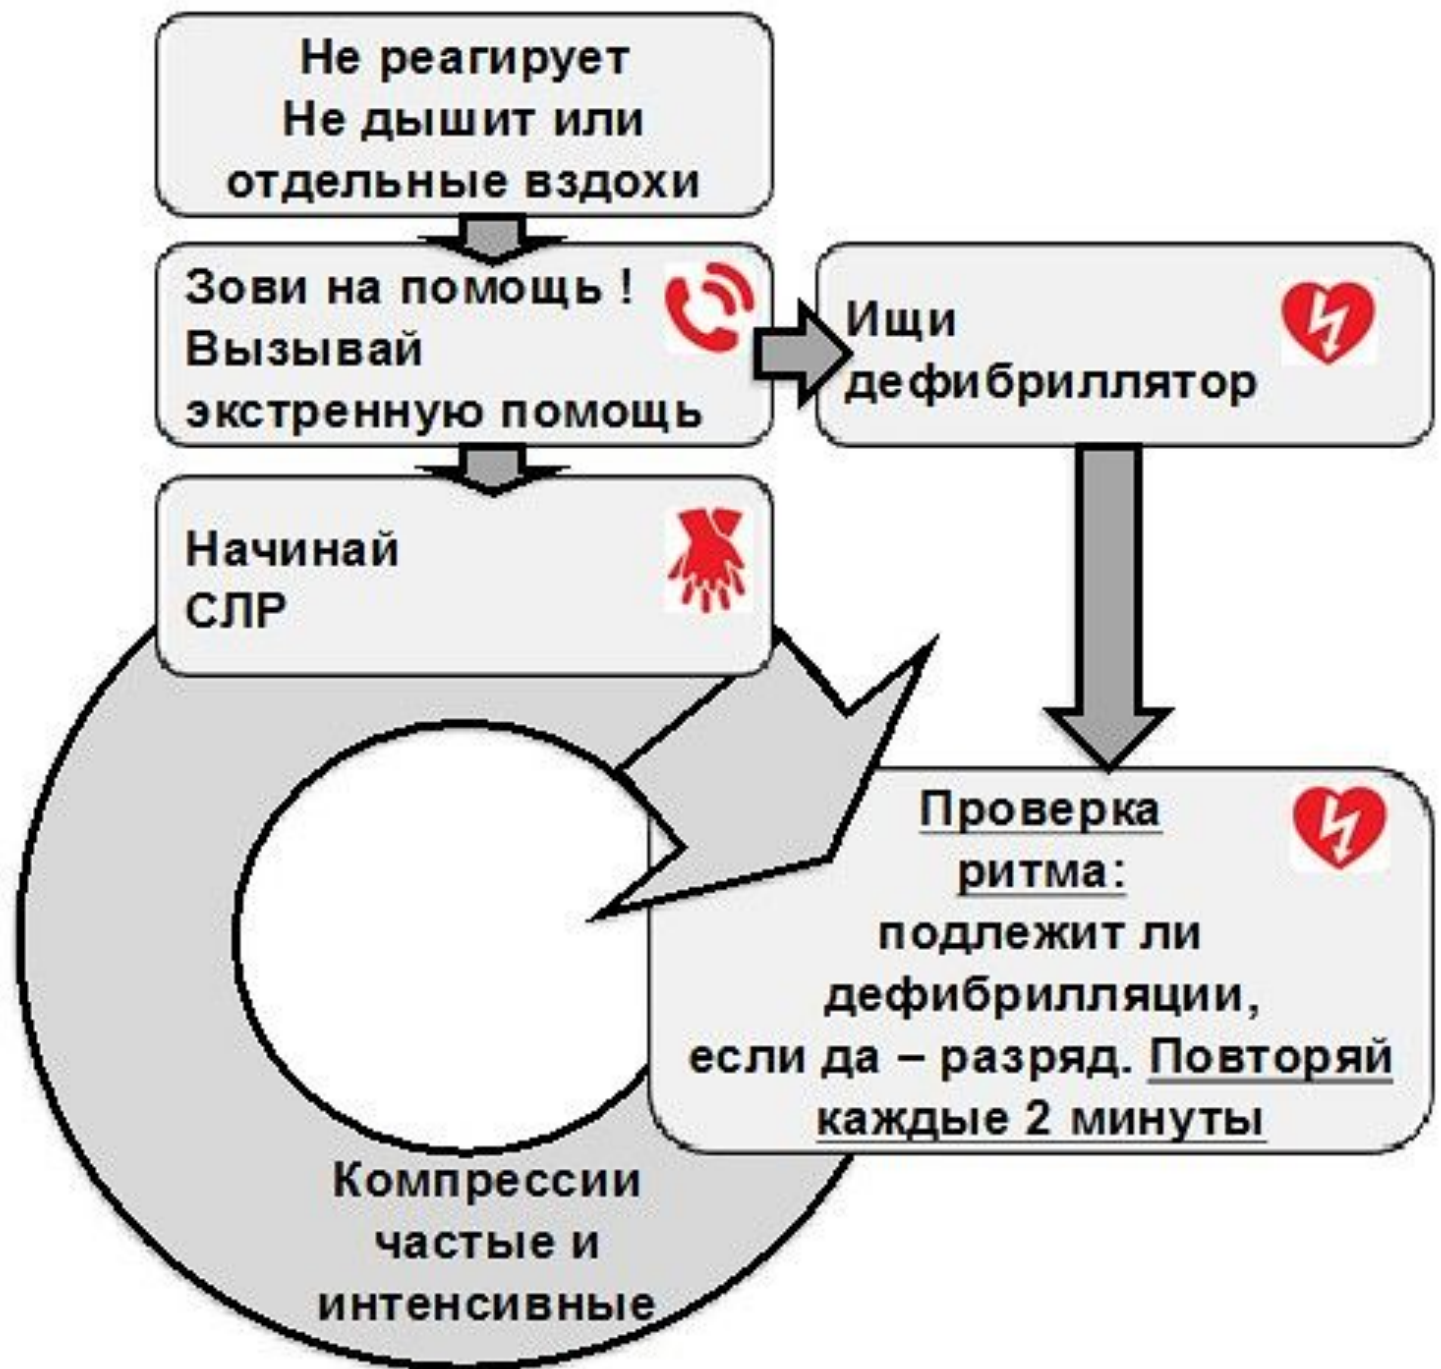 Не реагирует
Не дышит или
отдельные вздохи
Зови на помощь !
Вызывай
экстренную помощь
Ищи
дефибриллятор
Начинай
СЛР
Проверка
ритма:
подлежит ли
дефибрилляции,
если да – разряд. Повторяй
каждые 2 минуты
Компрессии
частые и
интенсивные